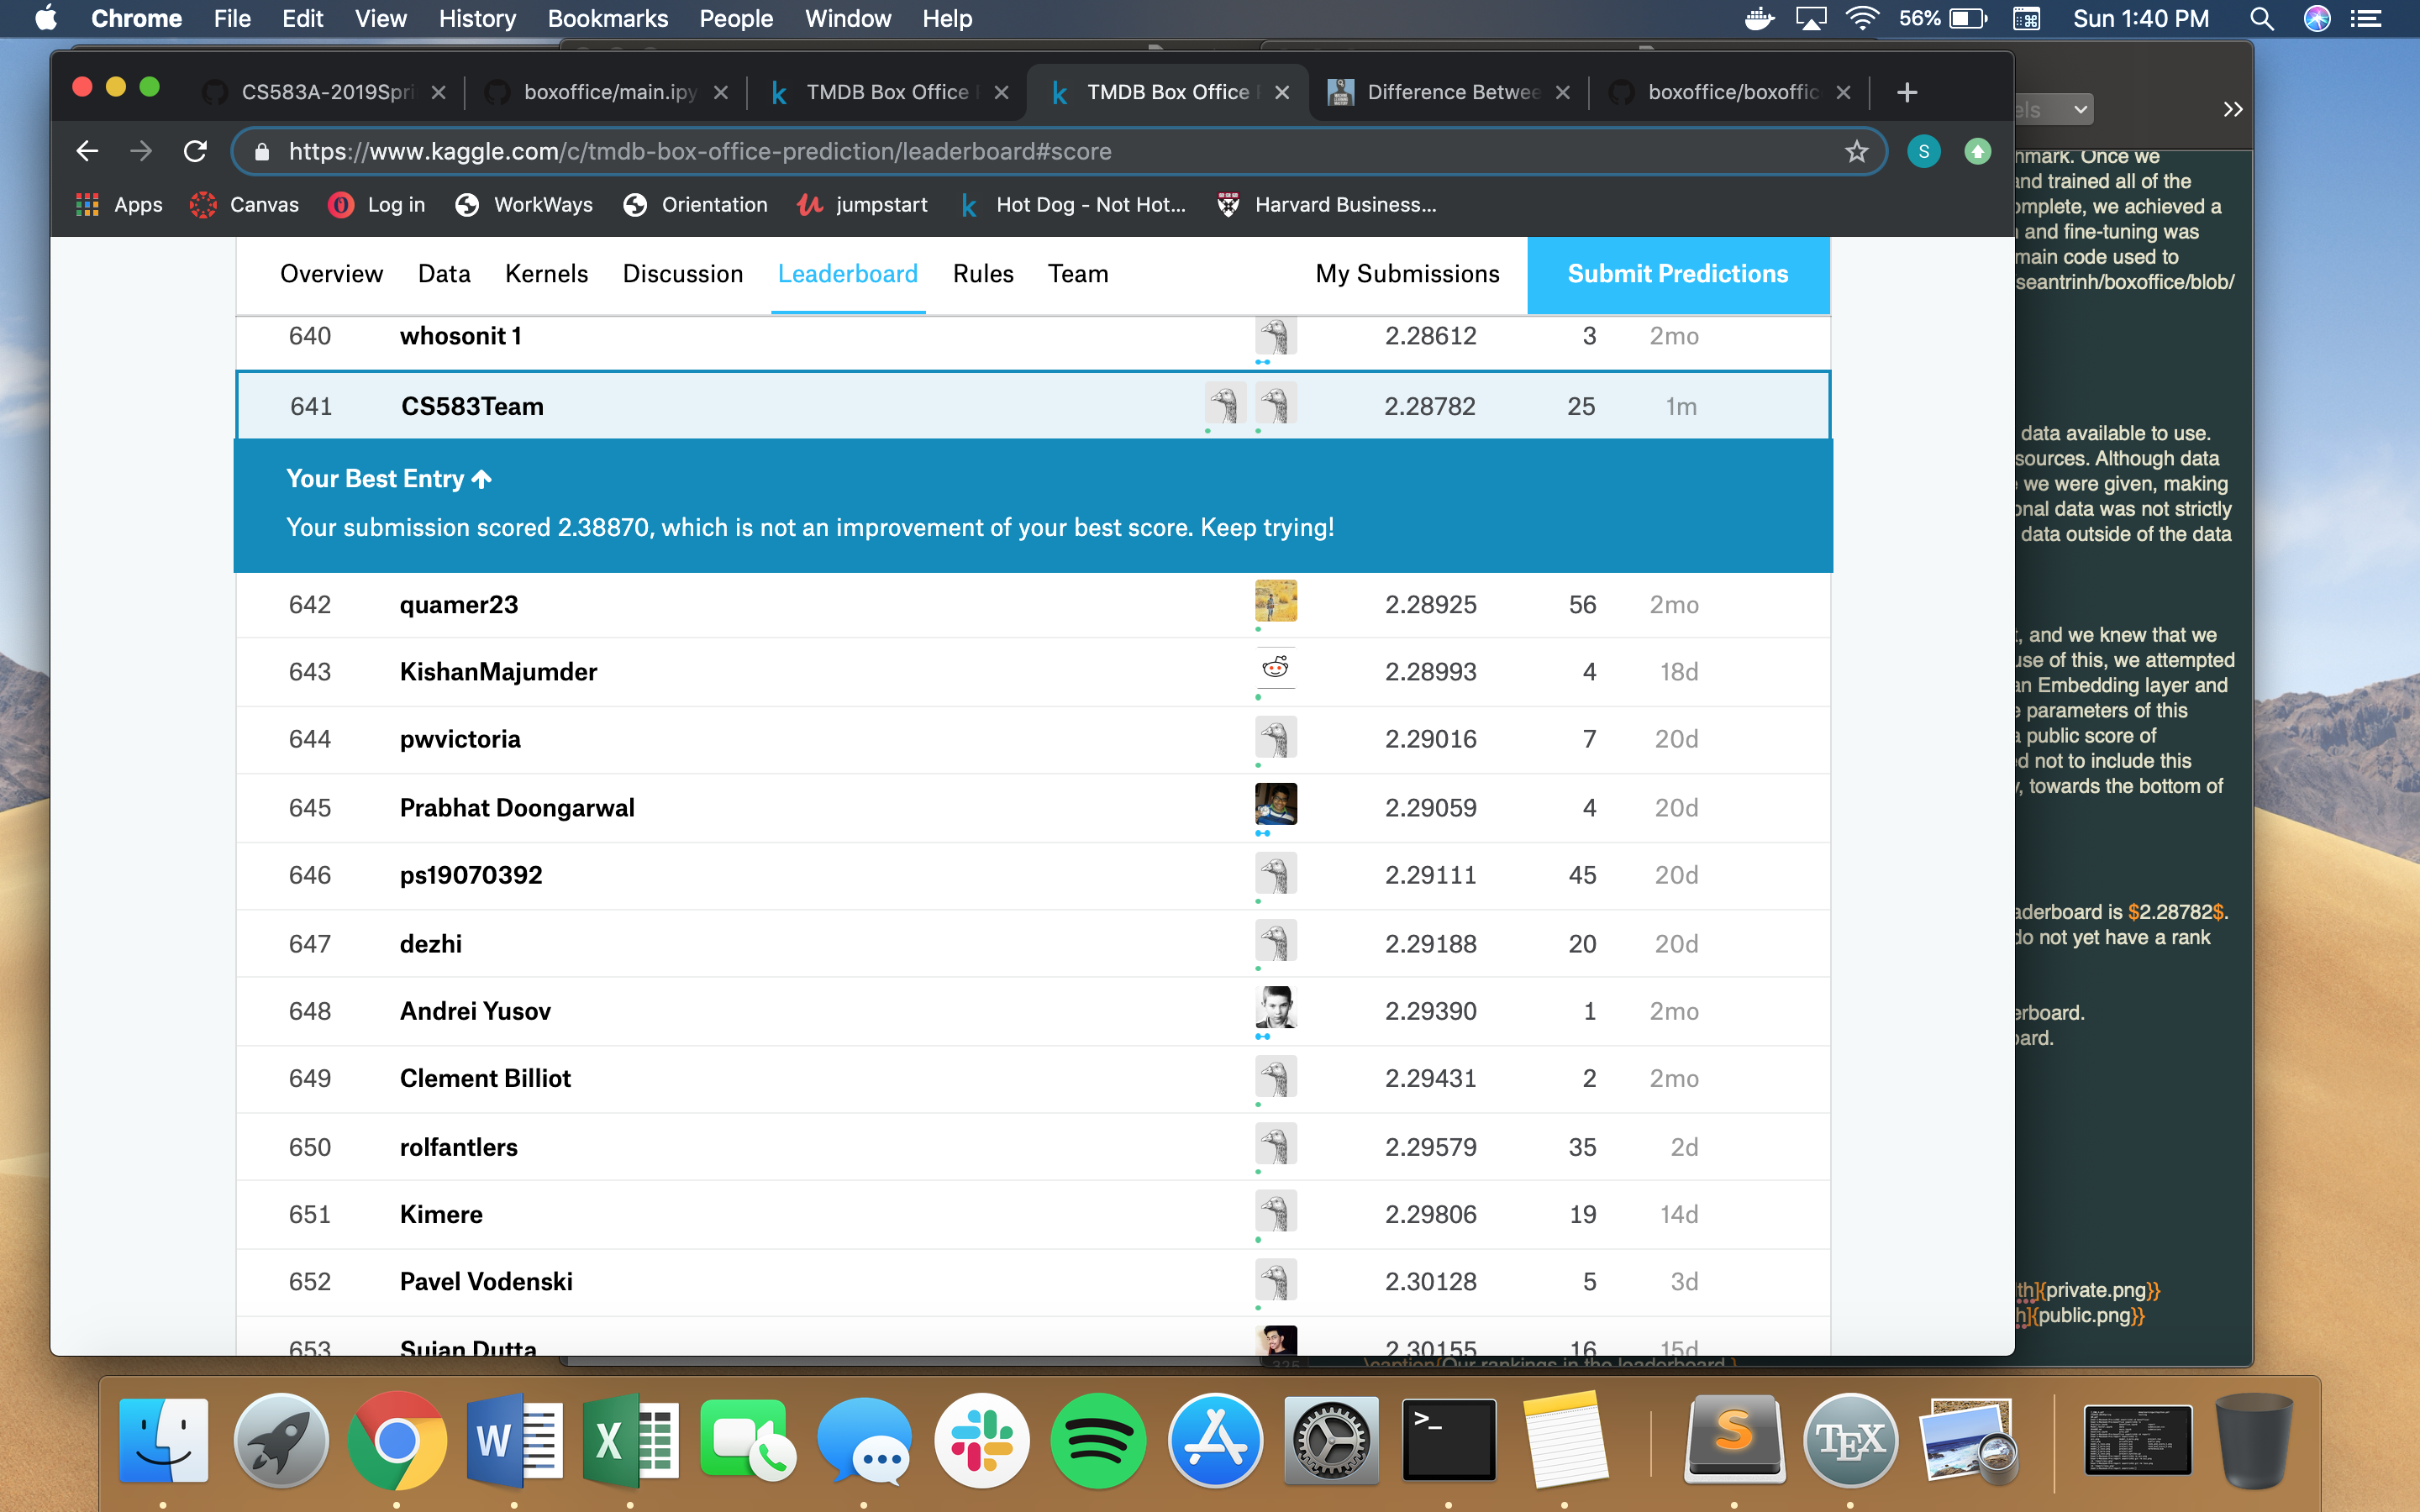 Chrome File Edit View History Bookmarks People Window Help 56% Sun 1:40 PM
CS583A-2019Spri boxoffice/main.ipy TMDB Box Office TMDB Box Office Difference Betwee boxoffice/boxoffic
https://www.kaggle.com/c/tmdb-box-office-prediction/leaderboard#score S
Apps Canvas Log in WorkWays Orientation jumpstart Hot Dog - Not Hot... Harvard Business...
Overview Data Kernels Discussion Leaderboard Rules Team My Submissions Submit Predictions
640 whosonit 1 2.28612 3 2mo
641 CS583Team 2.28782 25 1m
Your Best Entry
Your submission scored 2.38870, which is not an improvement of your best score. Keep trying!
642 quamer23 2.28925 56 2mo
643 KishanMajumder 2.28993 4 18d
644 pwvictoria 2.29016 7 20d
645 Prabhat Doongarwal 2.29059 4 20d
646 ps19070392 2.29111 45 20d
647 dezhi 2.29188 20 20d
648 Andrei Yusov 2.29390 1 2mo
649 Clement Billiot 2.29431 2 2mo
650 rolfantlers 2.29579 35 2d
651 Kimere 2.29806 19 14d
652 Pavel Vodenski 2.30128 5 3d
653 Sujan Dutta 2.30155 16 15d
els
hmark. Once we
and trained all of the
omplete, we achieved a
and fine-tuning was
main code used to
seantrinh/boxoffice/blob/
data available to use.
sources. Although data
we were given, making
onal data was not strictly
data outside of the data
, and we knew that we
use of this, we attempted
an Embedding layer and
parameters of this
a public score of
d not to include this
, towards the bottom of
aderboard is $2.28782$.
do not yet have a rank
erboard.
oard.
th]{private.png}}
h]{public.png}}
325 \caption{Our rankings in the leaderboard.}
W X >_ S TEX